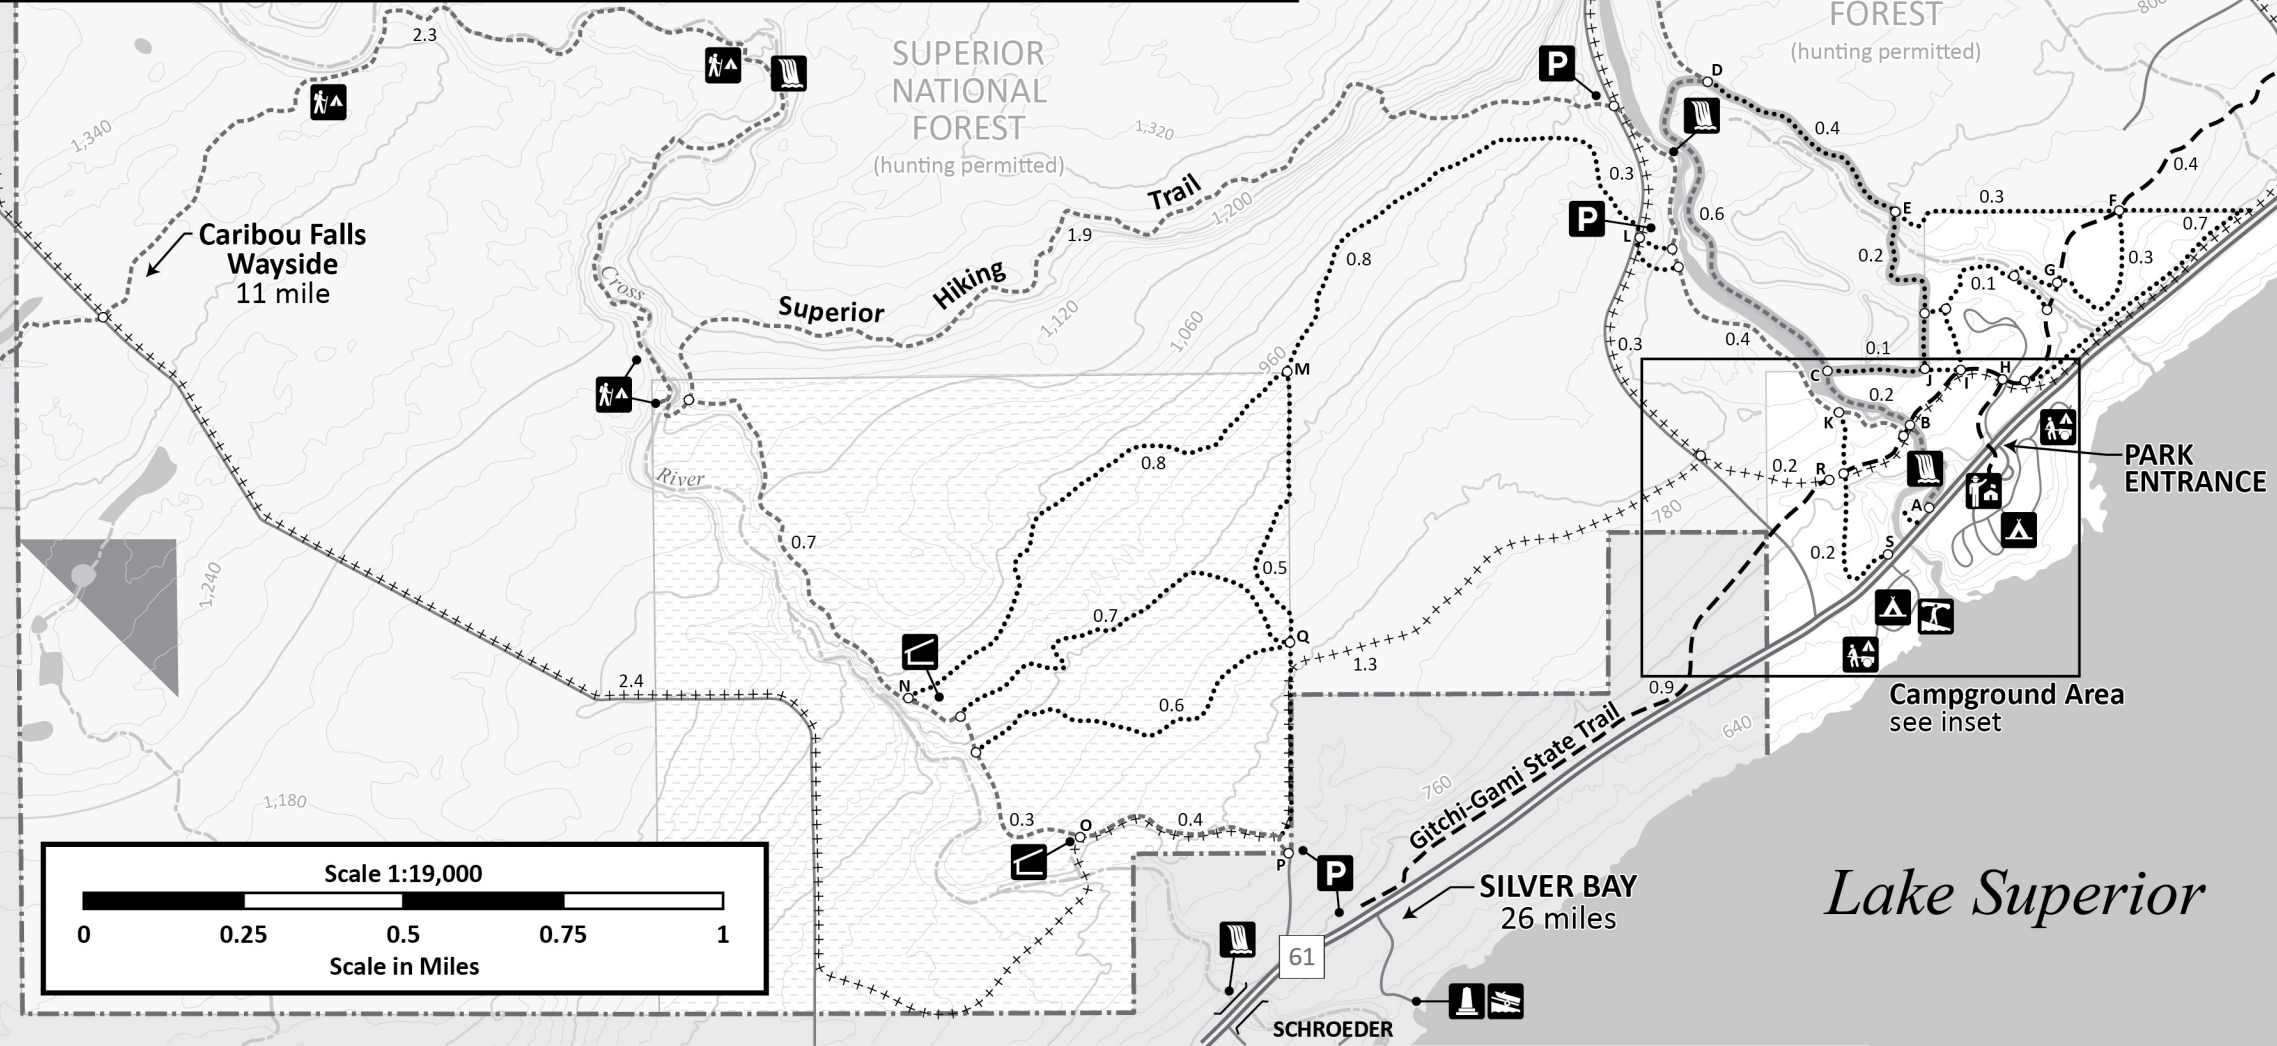 2.3
SUPERIOR
NATIONAL
FOREST
(hunting permitted)
FOREST
(hunting permitted)
800
1,340
1,320
P
D
0.4
0.4
0.3
0.6
E
0.3
F
0.7
Caribou Falls
Wayside
11 mile
Trail
1,200
1.9
0.8
P
L
0.2
G
0.3
0.1
Cross
Superior
Hiking
1,120
1,060
960
M
0.3
0.4
0.1
C
J
I
H
0.2
K
B
0.8
River
R
0.2
PARK
ENTRANCE
780
A
0.7
0.5
0.2
S
1,240
0.7
Q
1.3
N
2.4
0.6
0.9
Campground Area
see inset
640
Gitchi-Gami State Trail
760
1,180
0.3
O
0.4
P
P
Scale 1:19,000
0 0.25 0.5 0.75 1
Scale in Miles
SILVER BAY
26 miles
Lake Superior
61
SCHROEDER